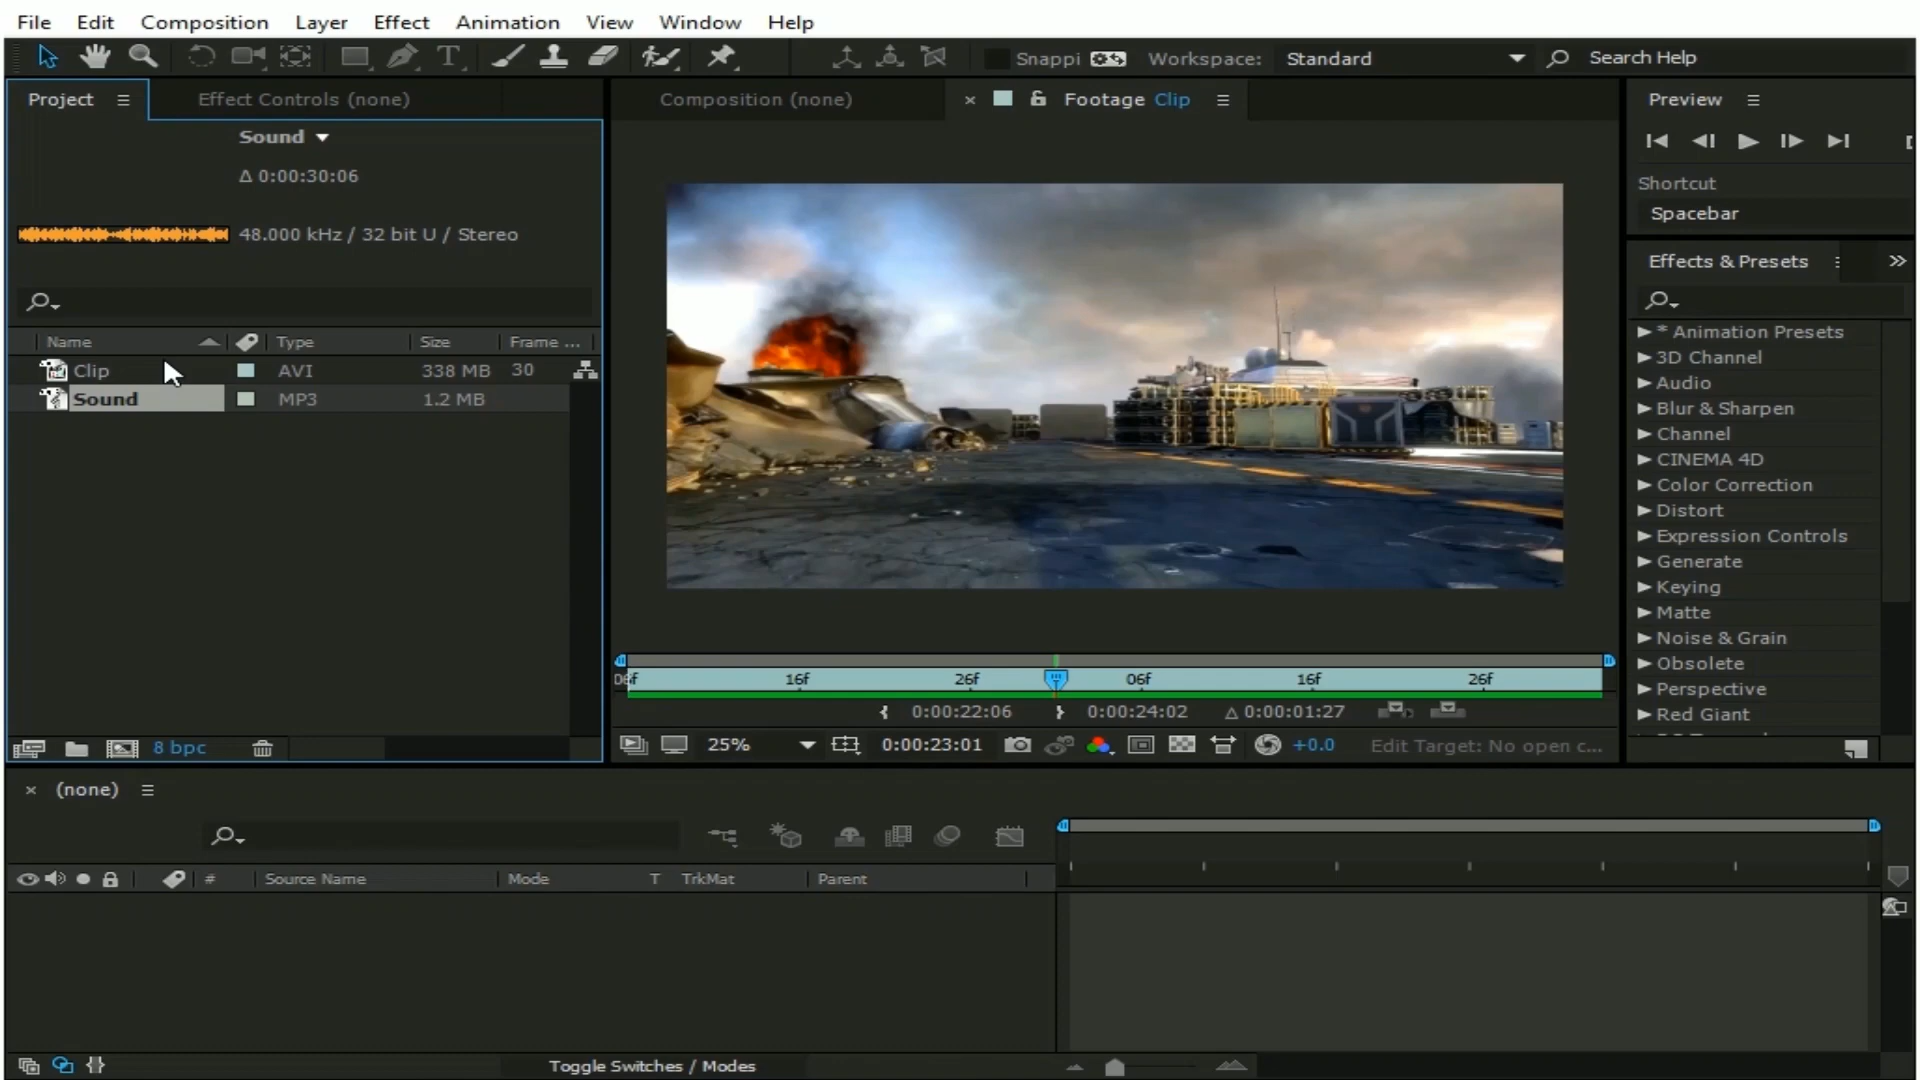 File Edit Composition Layer Effect Animation View Window Help
Snappi Workspace: Standard Search Help
Project Effect Controls (none) Composition (none) × Footage Clip Preview
Sound
Δ 0:00:30:06
48.000 kHz / 32 bit U / Stereo
Shortcut
Spacebar
Effects & Presets
Name Type Size Frame ...
Clip AVI 338 MB 30
Sound MP3 1.2 MB
* Animation Presets
3D Channel
Audio
Blur & Sharpen
Channel
CINEMA 4D
Color Correction
Distort
Expression Controls
Generate
Keying
Matte
Noise & Grain
Obsolete
Perspective
Red Giant
06f 16f 26f 06f 16f 26f
0:00:22:06 0:00:24:02 Δ 0:00:01:27
8 bpc
25% 0:00:23:01 +0.0 Edit Target: No open c...
× (none)
# Source Name Mode T TrkMat Parent
Toggle Switches / Modes